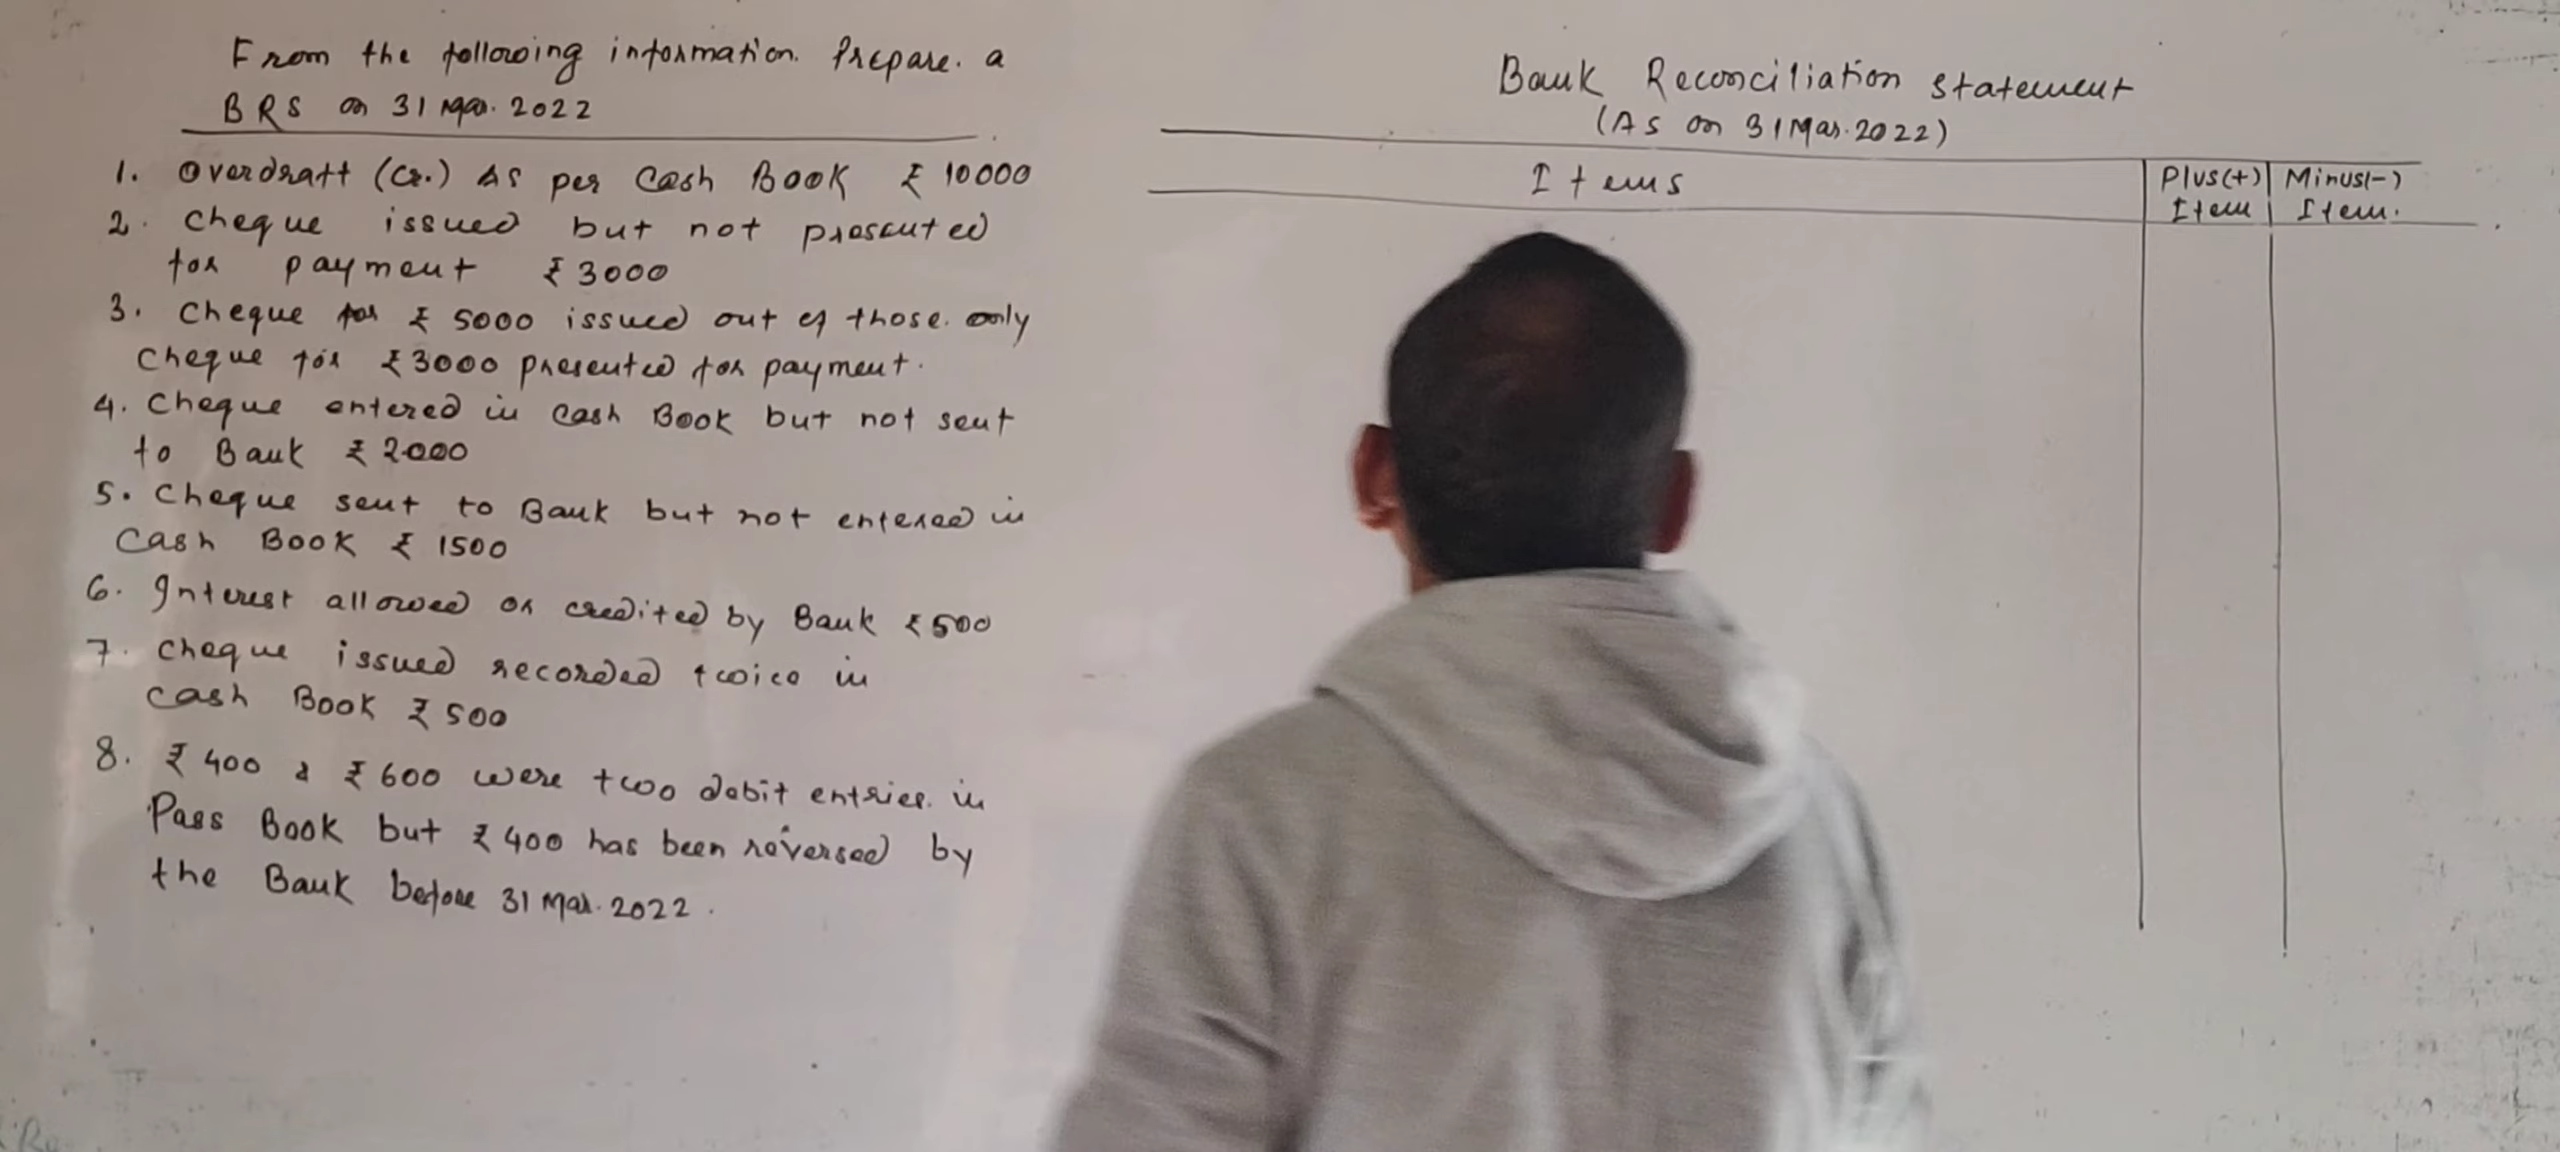 From the following information. Prepare. a
BRS on 31 Mar. 2022
1. Overdraft (Cr.) As per Cash Book ₹ 10000
2. Cheque issued but not presented
for payment ₹ 3000
3. Cheque for ₹ 5000 issued out of those. only
Cheque for ₹3000 presented for payment.
4. Cheque entered in Cash Book but not sent
to Bank ₹ 2000
5. Cheque sent to Bank but not entered in
Cash Book ₹ 1500
6. Interest allowed or credited by Bank ₹500
7. Cheque issued recorded twice in
Cash Book ₹ 500
8. ₹ 400 & ₹ 600 were two debit entries. in
Pass Book but ₹ 400 has been reversed by
the Bank before 31 Mar. 2022.
Bank Reconciliation Statement
(As on 31 Mar. 2022)
Items
Plus(+) Minus(-)
Item Item.